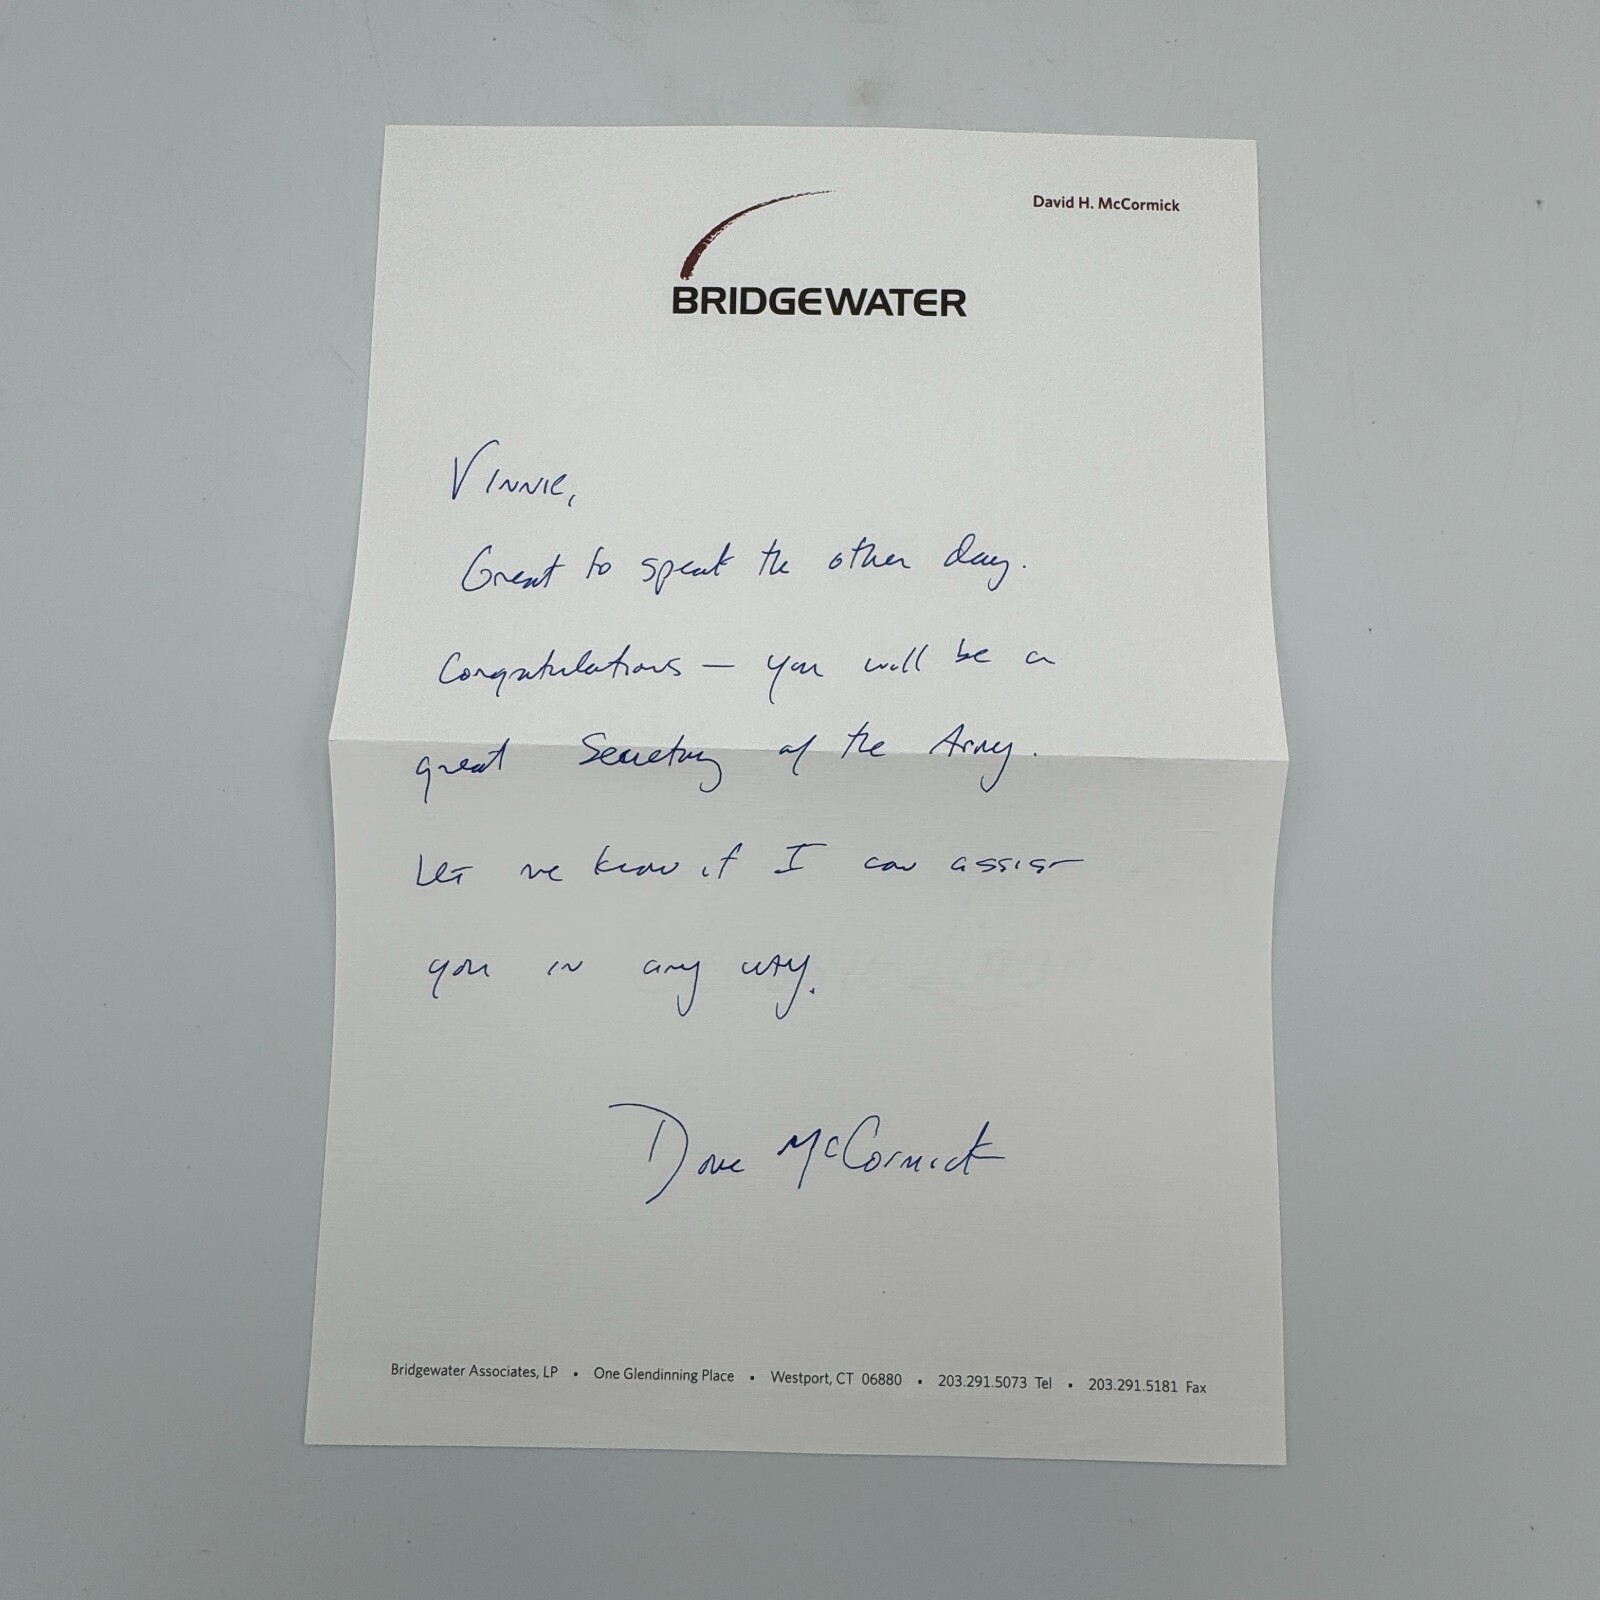 David H. McCormick
BRIDGEWATER
Vinnie,
Great to speak the other day.
Congratulations — you will be a
great Secretary of the Army.
Let me know if I can assist
you in any way.
Dave McCormick
Bridgewater Associates, LP • One Glendinning Place • Westport, CT 06880 • 203.291.5073 Tel • 203.291.5181 Fax